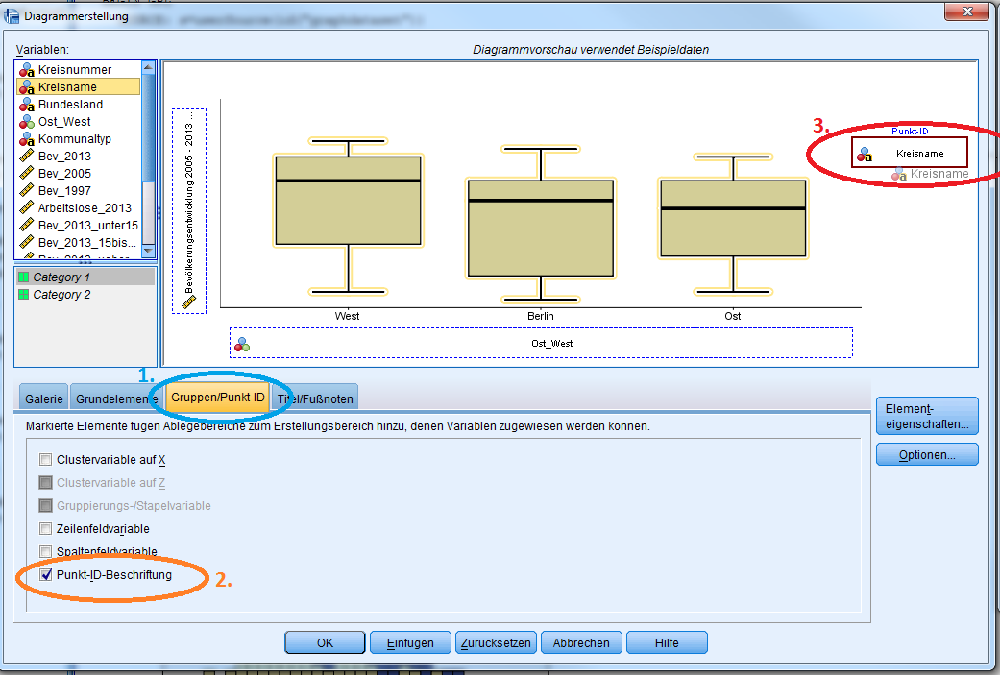 Diagrammerstellung
Variablen:
Diagrammvorschau verwendet Beispieldaten
Kreisnummer
Kreisname
Bundesland
Ost_West
Kommunaltyp
Bev_2013
Bev_2005
Bev_1997
Arbeitslose_2013
Bev_2013_unter15
Bev_2013_15bis...
Category 1
Category 2
Bevölkerungsentwicklung 2005 - 2013 ...
West
Berlin
Ost
Ost_West
3.
Punkt-ID
Kreisname
Kreisname
1.
Galerie
Grundelemente
Gruppen/Punkt-ID
Titel/Fußnoten
Markierte Elemente fügen Ablegebereiche zum Erstellungsbereich hinzu, denen Variablen zugewiesen werden können.
Clustervariable auf X
Clustervariable auf Z
Gruppierungs-/Stapelvariable
Zeilenfeldvariable
Spaltenfeldvariable
Punkt-ID-Beschriftung
2.
Element-
eigenschaften...
Optionen...
OK
Einfügen
Zurücksetzen
Abbrechen
Hilfe